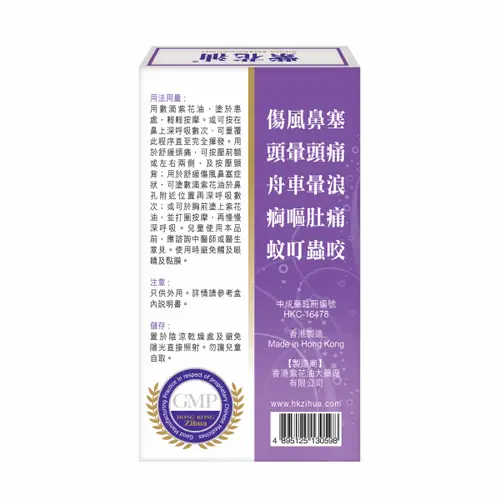 紫花油
用法用量：
用數滴紫花油，塗於患
處，輕輕按摩。或可按在
鼻上深呼吸數次，可重覆
此程序直至完全揮發。用
於舒緩頭痛，可按壓前額
或左右兩側、及按壓頸
背；用於舒緩傷風鼻塞症
狀，可塗數滴紫花油於鼻
孔附近位置再深呼吸數
次；或可於胸前塗上紫花
油，並打圈按摩，再慢慢
深呼吸。兒童使用本品
前，應諮詢中醫師或醫生
意見。使用時避免觸及眼
睛及黏膜。
注意：
只供外用。詳情請參考盒
內說明書。
儲存：
置於陰涼乾燥處及避免
陽光直接照射。勿讓兒童
自取。
Good Manufacturing Practice in respect of proprietary Chinese Medicines
GMP
HONG KONG
Zihua
傷風鼻塞
頭暈頭痛
舟車暈浪
痾嘔肚痛
蚊叮蟲咬
中成藥註冊編號
HKC-16478
香港製造
Made in Hong Kong
【製造商】
香港紫花油大藥廠
有限公司
www.hkzihua.com
4 895125 130598